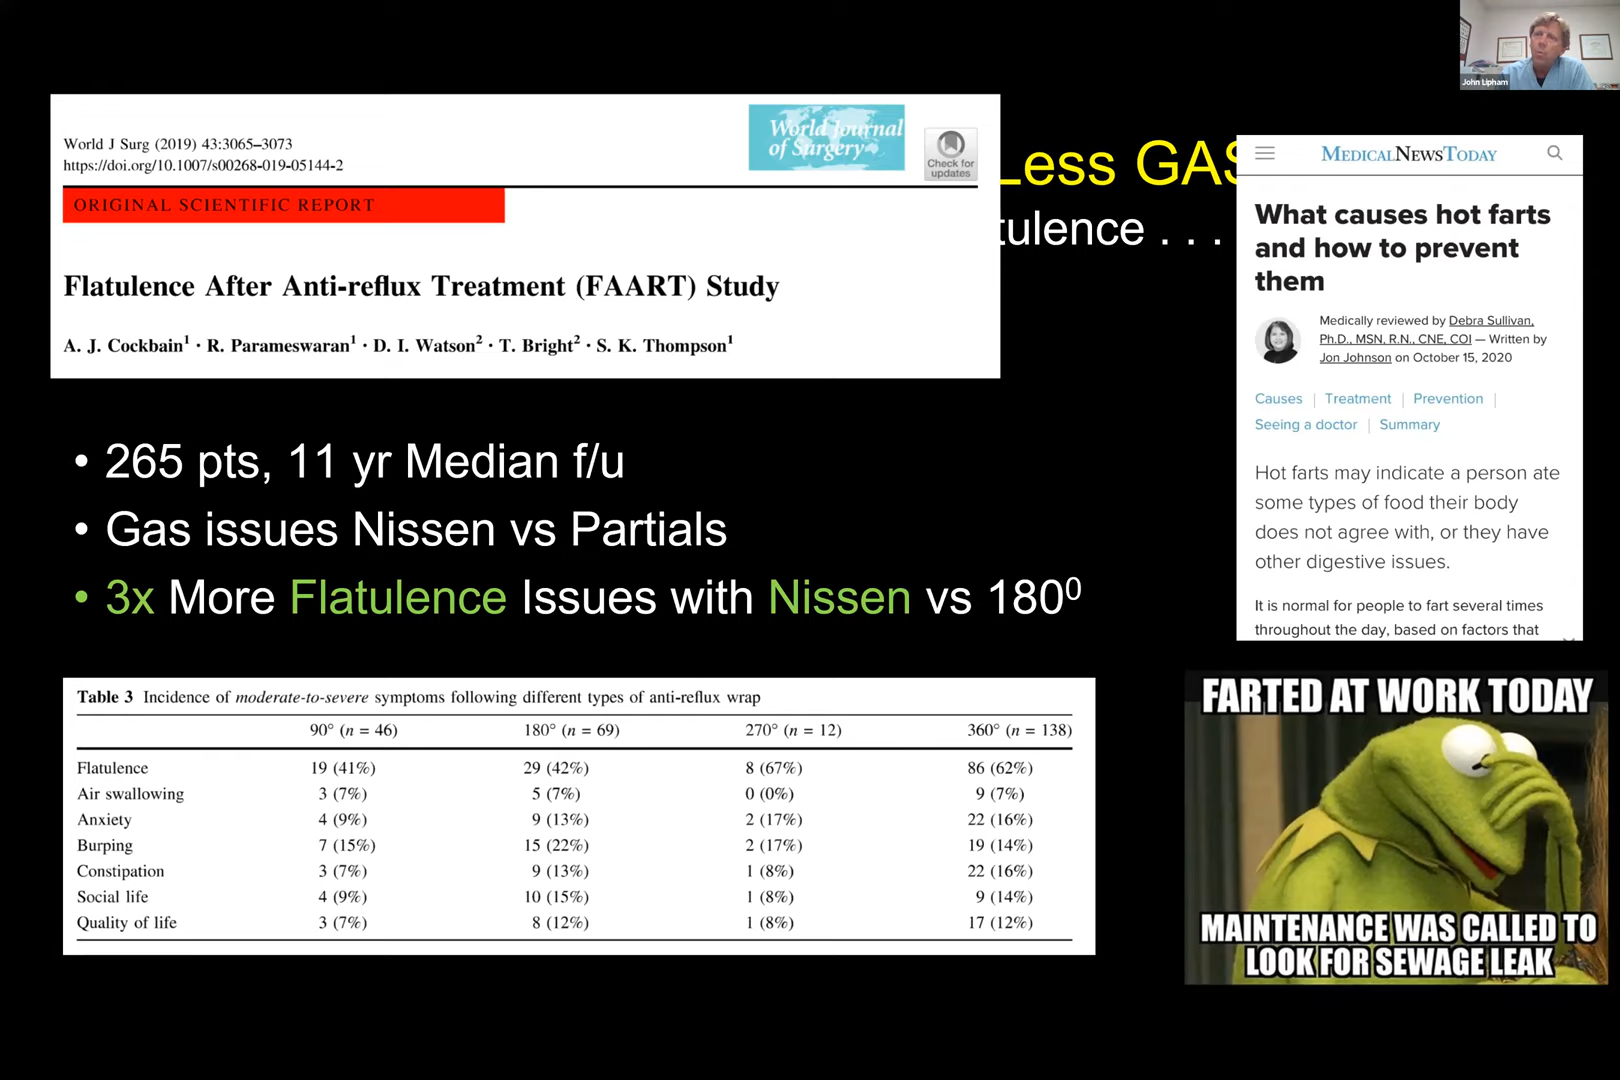 John Lipham
World J Surg (2019) 43:3065–3073
https://doi.org/10.1007/s00268-019-05144-2
World Journal
of Surgery
Check for
updates
ORIGINAL SCIENTIFIC REPORT
Flatulence After Anti-reflux Treatment (FAART) Study
A. J. Cockbain1 · R. Parameswaran1 · D. I. Watson2 · T. Bright2 · S. K. Thompson1
Less GAS
tulence . . .
• 265 pts, 11 yr Median f/u
• Gas issues Nissen vs Partials
• 3x More Flatulence Issues with Nissen vs 180⁰
Table 3 Incidence of moderate-to-severe symptoms following different types of anti-reflux wrap
90° (n = 46) 180° (n = 69) 270° (n = 12) 360° (n = 138)
Flatulence 19 (41%) 29 (42%) 8 (67%) 86 (62%)
Air swallowing 3 (7%) 5 (7%) 0 (0%) 9 (7%)
Anxiety 4 (9%) 9 (13%) 2 (17%) 22 (16%)
Burping 7 (15%) 15 (22%) 2 (17%) 19 (14%)
Constipation 3 (7%) 9 (13%) 1 (8%) 22 (16%)
Social life 4 (9%) 10 (15%) 1 (8%) 9 (14%)
Quality of life 3 (7%) 8 (12%) 1 (8%) 17 (12%)
MEDICALNEWSTODAY
What causes hot farts
and how to prevent
them
Medically reviewed by Debra Sullivan,
Ph.D., MSN, R.N., CNE, COI — Written by
Jon Johnson on October 15, 2020
Causes | Treatment | Prevention |
Seeing a doctor | Summary
Hot farts may indicate a person ate
some types of food their body
does not agree with, or they have
other digestive issues.
It is normal for people to fart several times
throughout the day, based on factors that
FARTED AT WORK TODAY
MAINTENANCE WAS CALLED TO
LOOK FOR SEWAGE LEAK